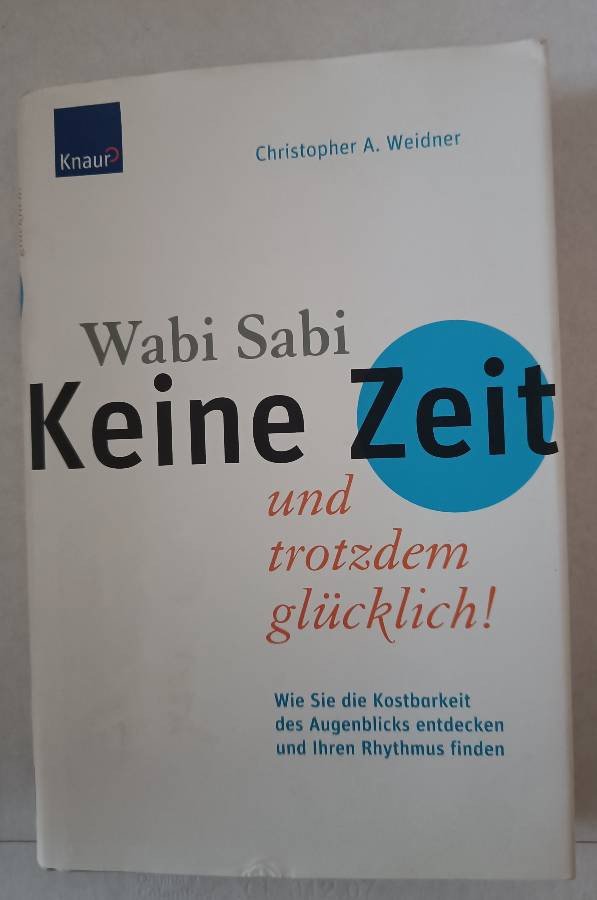 Knaur
Christopher A. Weidner
Wabi Sabi
Keine Zeit
und
trotzdem
glücklich!
Wie Sie die Kostbarkeit
des Augenblicks entdecken
und Ihren Rhythmus finden